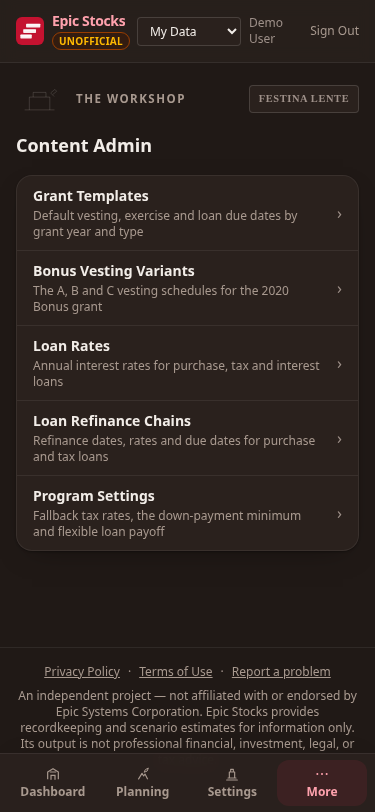 Epic Stocks
UNOFFICIAL
My Data
Demo User
Sign Out
THE WORKSHOP
FESTINA LENTE
Content Admin
Grant Templates
Default vesting, exercise and loan due dates by
grant year and type
Bonus Vesting Variants
The A, B and C vesting schedules for the 2020
Bonus grant
Loan Rates
Annual interest rates for purchase, tax and interest
loans
Loan Refinance Chains
Refinance dates, rates and due dates for purchase
and tax loans
Program Settings
Fallback tax rates, the down-payment minimum
and flexible loan payoff
Privacy Policy · Terms of Use · Report a problem
An independent project — not affiliated with or endorsed by
Epic Systems Corporation. Epic Stocks provides
recordkeeping and scenario estimates for information only.
Its output is not professional financial, investment, legal, or
Dashboard
Planning
Settings
More